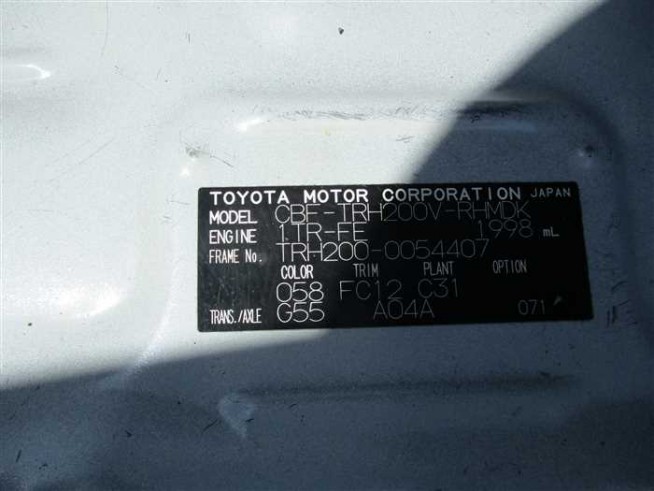 TOYOTA MOTOR CORPORATION JAPAN
MODEL CBF-TRH200V-RHMDK
ENGINE 1TR-FE 1998 mL
FRAME No. TRH200-0054407
COLOR TRIM PLANT OPTION
058 FC12 C31
TRANS./AXLE G55 A04A 071